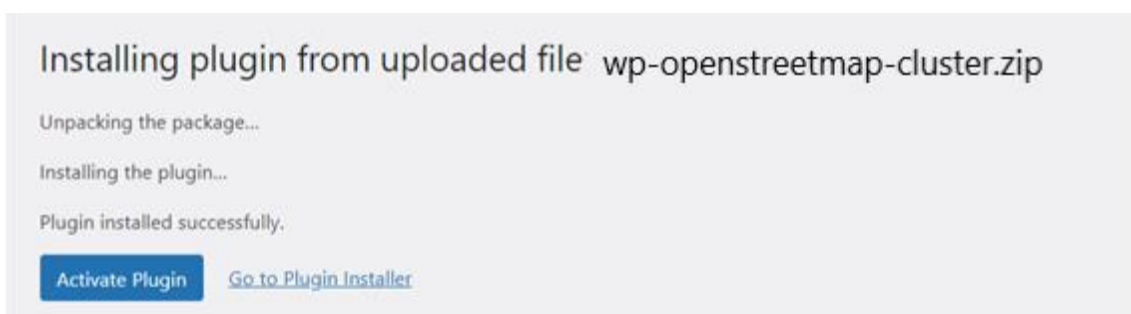 Installing plugin from uploaded file wp-openstreetmap-cluster.zip
Unpacking the package...
Installing the plugin...
Plugin installed successfully.
Activate Plugin Go to Plugin Installer